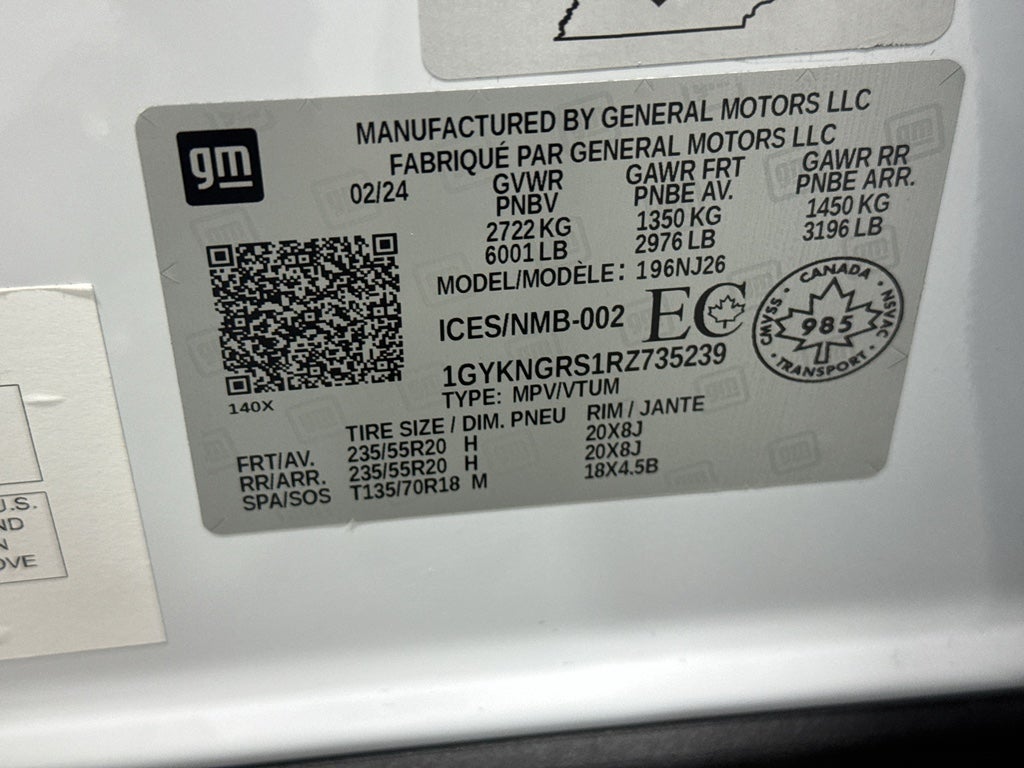 MANUFACTURED BY GENERAL MOTORS LLC
FABRIQUÉ PAR GENERAL MOTORS LLC
gm
02/24
GVWR
PNBV
2722 KG
6001 LB
GAWR FRT
PNBE AV.
1350 KG
2976 LB
GAWR RR
PNBE ARR.
1450 KG
3196 LB
MODEL/MODÈLE: 196NJ26
ICES/NMB-002 EC
CANADA
CMVSS · NSVAC
985
· TRANSPORT ·
1GYKNGRS1RZ735239
TYPE: MPV/VTUM
140X
TIRE SIZE / DIM. PNEU RIM / JANTE
FRT/AV. 235/55R20 H 20X8J
RR/ARR. 235/55R20 H 20X8J
SPA/SOS T135/70R18 M 18X4.5B
U.S.